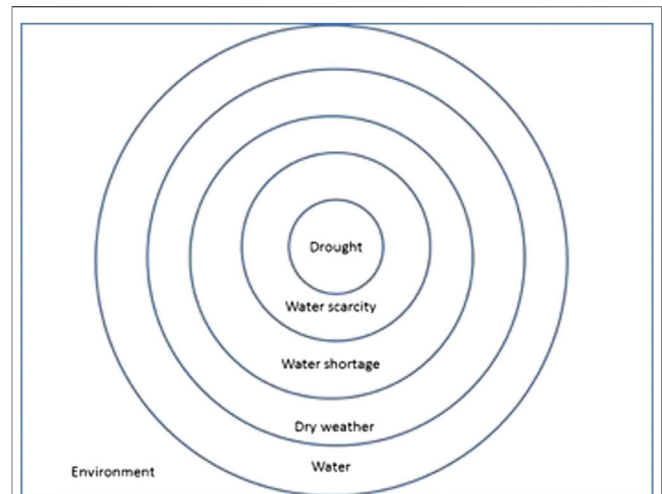 Drought
Water scarcity
Water shortage
Dry weather
Water
Environment